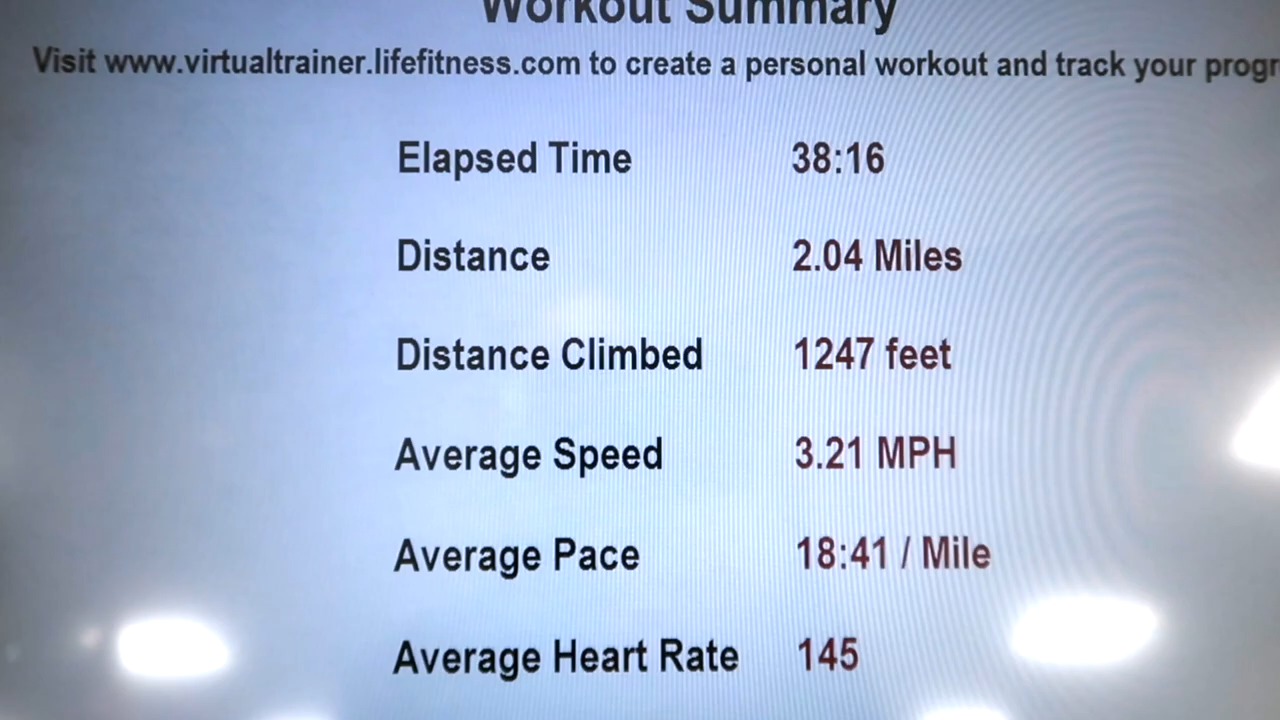 Workout Summary
Visit www.virtualtrainer.lifefitness.com to create a personal workout and track your progr
Elapsed Time 38:16
Distance 2.04 Miles
Distance Climbed 1247 feet
Average Speed 3.21 MPH
Average Pace 18:41 / Mile
Average Heart Rate 145